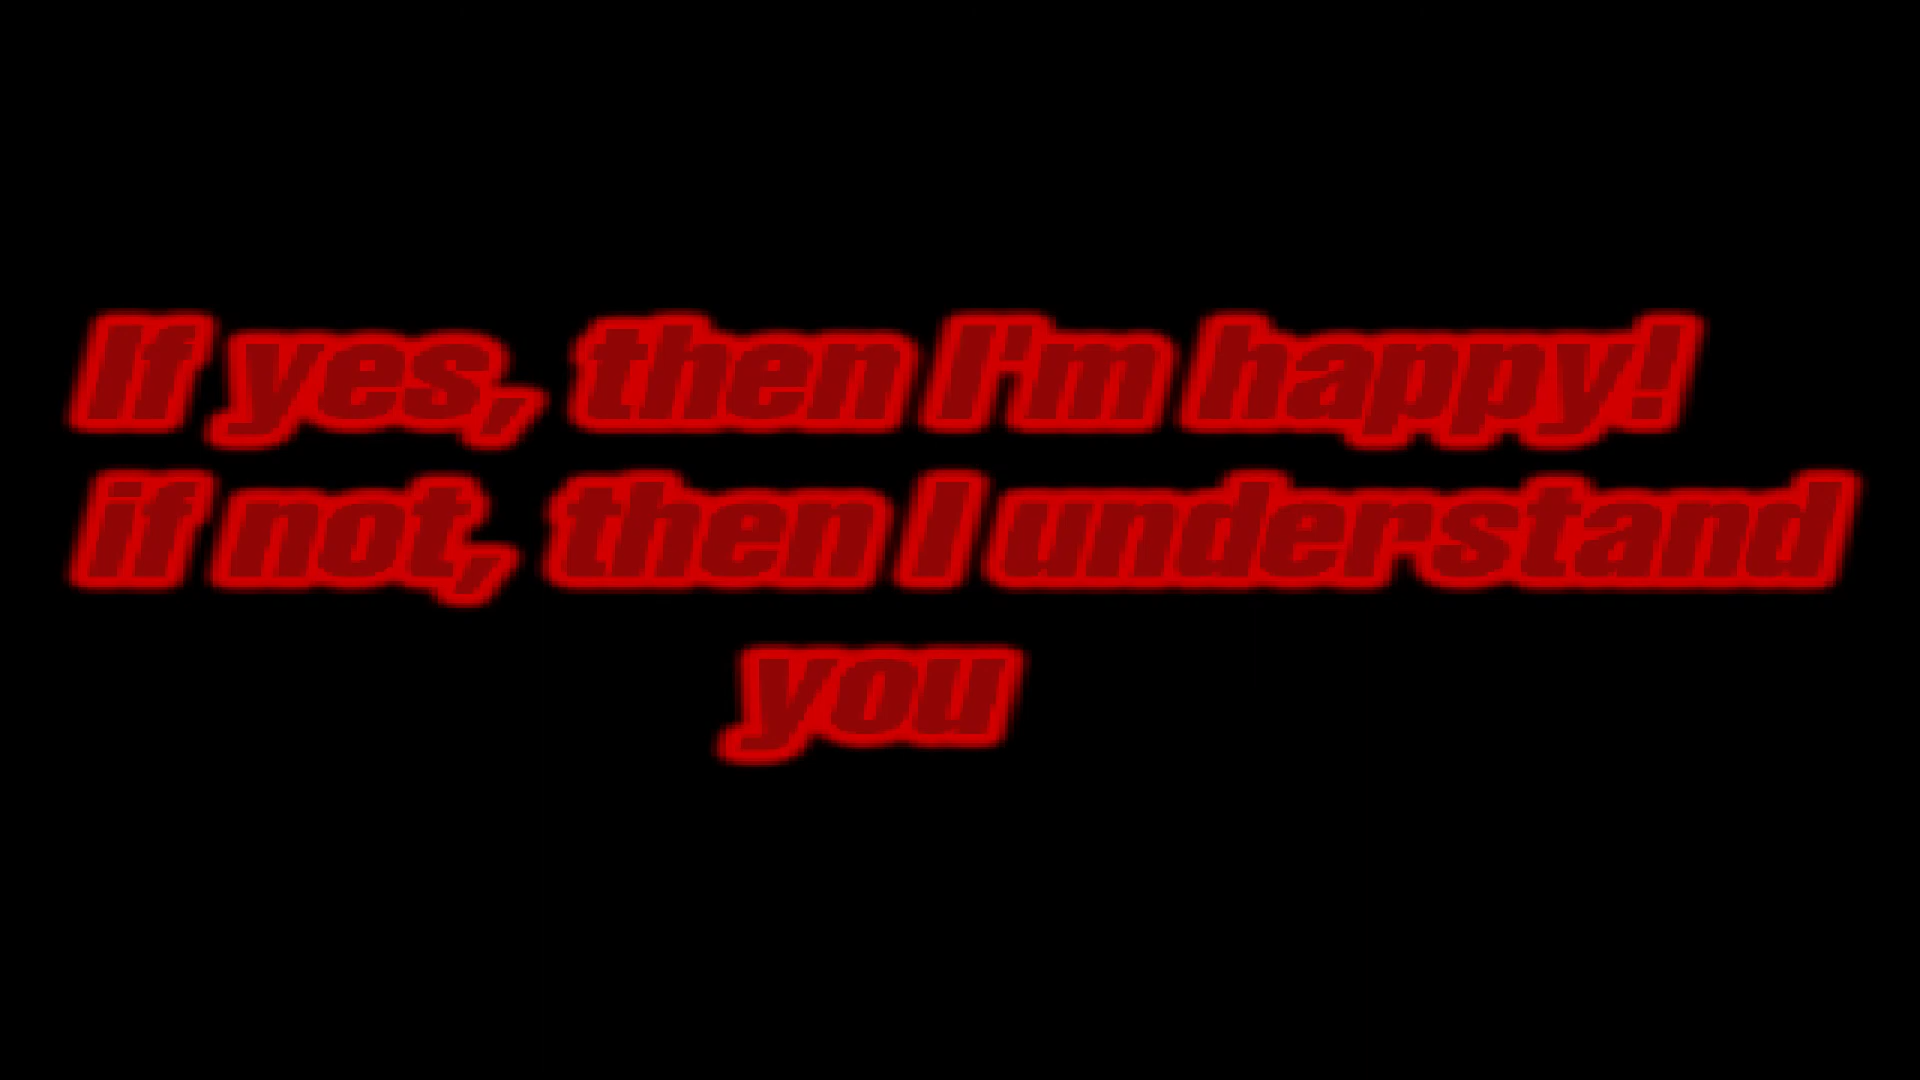 If yes, then I'm happy!
if not, then I understand
you